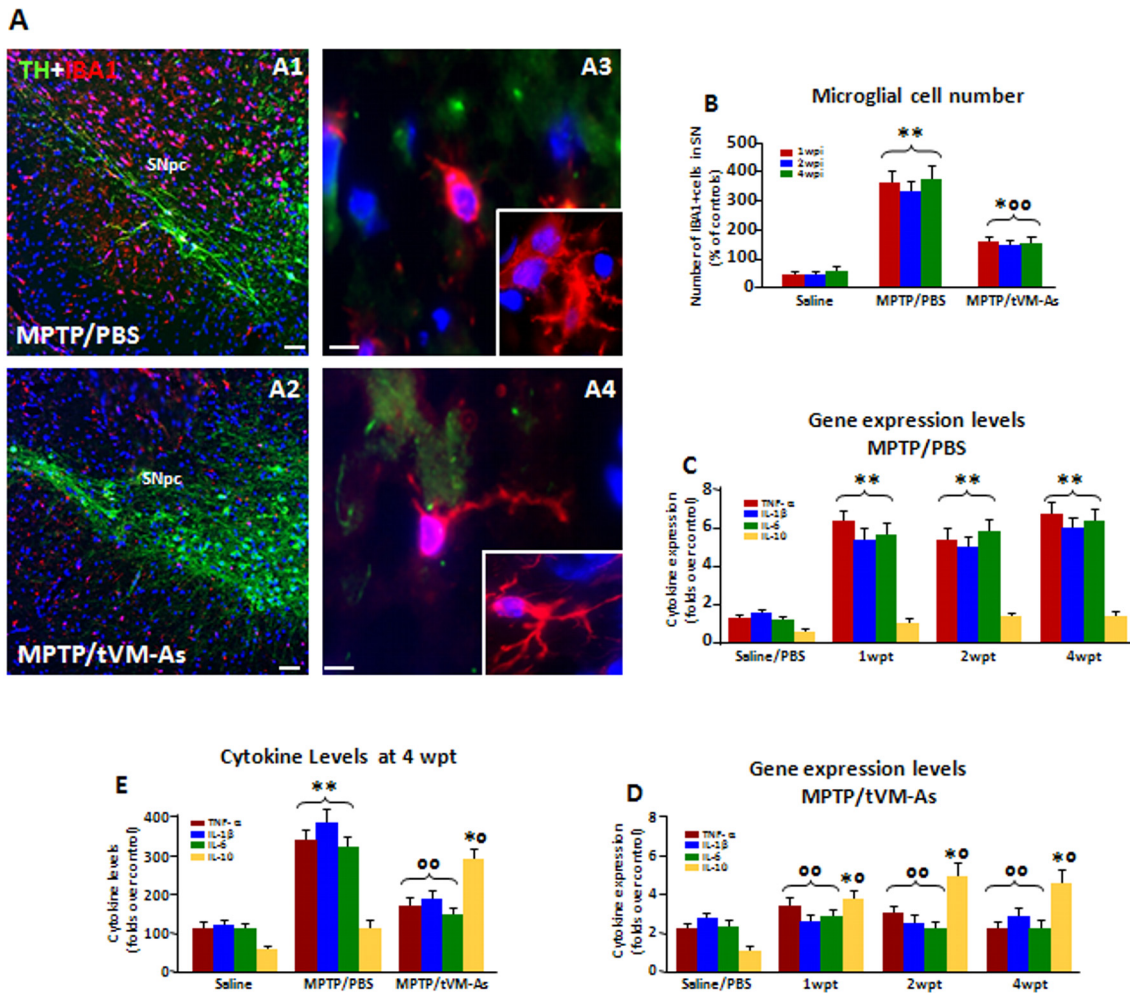 A
TH+IBA1
A1
SNpc
MPTP/PBS
A3
A2
SNpc
MPTP/tVM-As
A4
B
Microglial cell number
Number of IBA1+cells in SN
(% of controls)
500
400
300
200
100
0
1wpi
2wpi
4wpi
**
*oo
Saline
MPTP/PBS
MPTP/tVM-As
Gene expression levels
MPTP/PBS
C
Cytokine expression
(folds over control)
8
6
4
2
0
TNF- α
IL-1β
IL-6
IL-10
**
**
**
Saline/PBS
1wpt
2wpt
4wpt
Cytokine Levels at 4 wpt
E
Cytokine levels
(folds over control)
400
300
200
100
0
TNF- α
IL-1β
IL-6
IL-10
**
oo
*o
Saline
MPTP/PBS
MPTP/tVM-As
Gene expression levels
MPTP/tVM-As
D
Cytokine expression
(folds over control)
8
6
4
2
0
TNF- α
IL-1β
IL-6
IL-10
oo
*o
oo
*o
oo
*o
Saline/PBS
1wpt
2wpt
4wpt